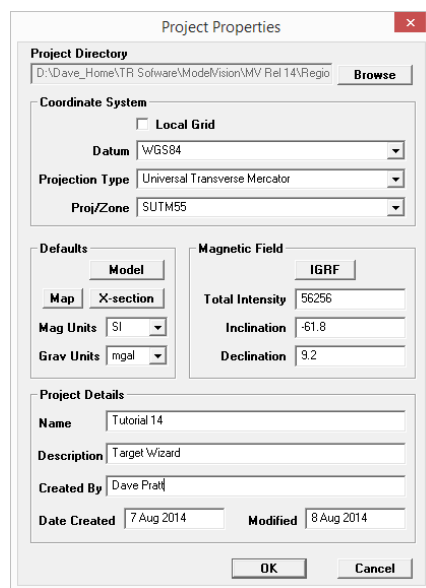 Project Properties
Project Directory
D:\Dave_Home\TR Sofware\ModelVision\MV Rel 14\Regio Browse
Coordinate System
Local Grid
Datum WGS84
Projection Type Universal Transverse Mercator
Proj/Zone SUTM55
Defaults
Model
Map X-section
Mag Units SI
Grav Units mgal
Magnetic Field
IGRF
Total Intensity 56256
Inclination -61.8
Declination 9.2
Project Details
Name Tutorial 14
Description Target Wizard
Created By Dave Pratt
Date Created 7 Aug 2014 Modified 8 Aug 2014
OK Cancel